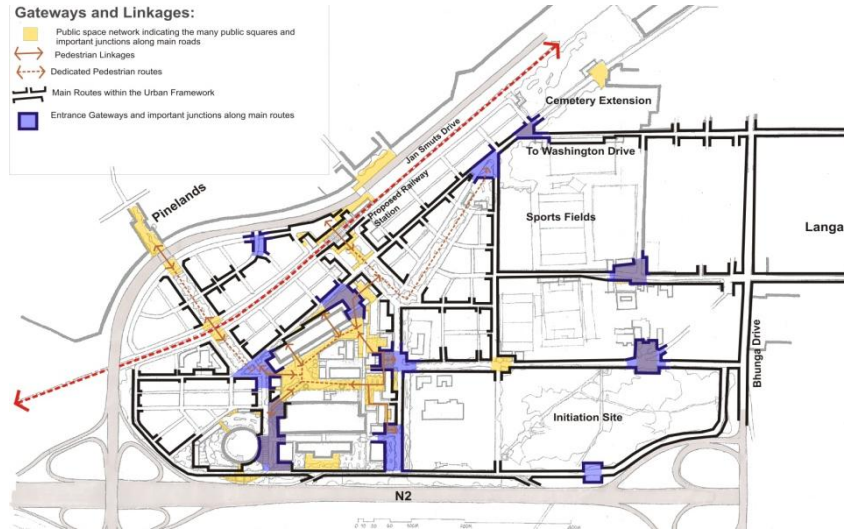 Gateways and Linkages:
Public space network indicating the many public squares and
important junctions along main roads
Pedestrian Linkages
Dedicated Pedestrian routes
Main Routes within the Urban Framework
Entrance Gateways and important junctions along main routes
Cemetery Extension
Jan Smuts Drive
To Washington Drive
Pinelands
Proposed Railway
Station
Sports Fields
Langa
Bhunga Drive
Initiation Site
N2